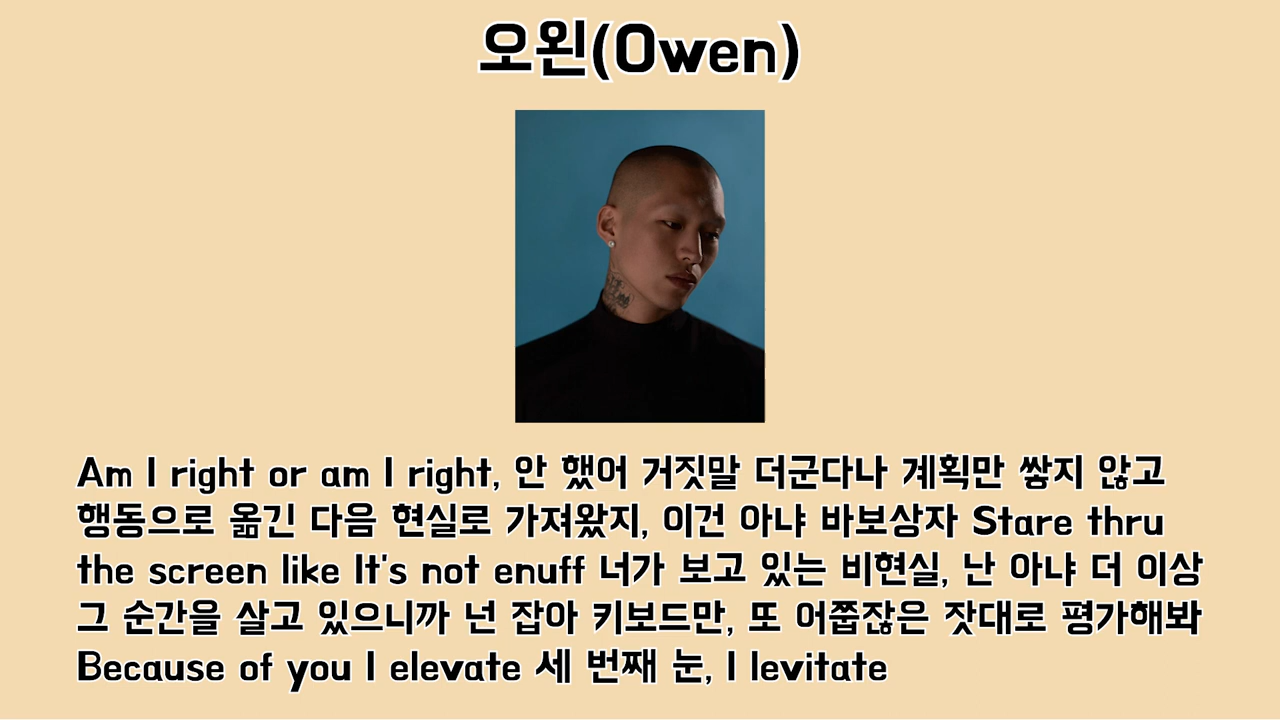 오왼(Owen)
Am I right or am I right, 안 했어 거짓말 더군다나 계획만 쌓지 않고
행동으로 옮긴 다음 현실로 가져왔지, 이건 아냐 바보상자 Stare thru
the screen like It's not enuff 너가 보고 있는 비현실, 난 아냐 더 이상
그 순간을 살고 있으니까 넌 잡아 키보드만, 또 어쭙잖은 잣대로 평가해봐
Because of you I elevate 세 번째 눈, I levitate